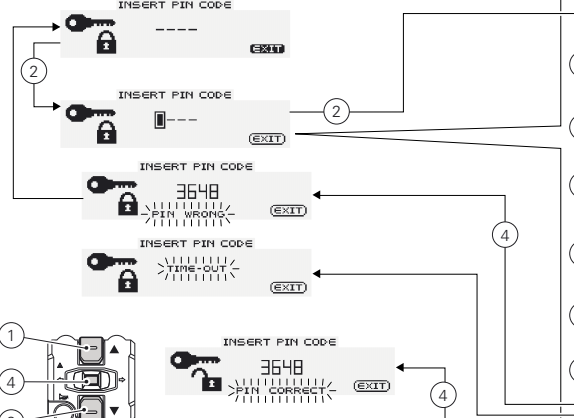 INSERT PIN CODE
----
EXIT
2
INSERT PIN CODE
---
EXIT
2
INSERT PIN CODE
3648
PIN WRONG
EXIT
4
INSERT PIN CODE
TIME-OUT
EXIT
1
INSERT PIN CODE
3648
PIN CORRECT
EXIT
4
4